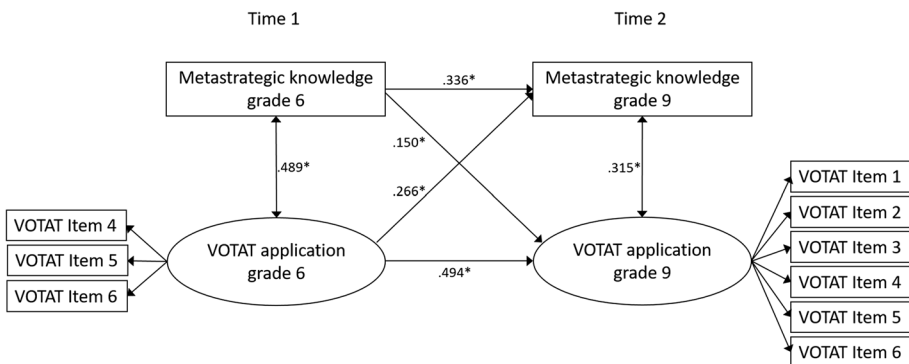 Time 1
Time 2
Metastrategic knowledge
grade 6
.336*
Metastrategic knowledge
grade 9
.150*
.489*
.266*
.315*
VOTAT Item 4
VOTAT Item 5
VOTAT Item 6
VOTAT application
grade 6
.494*
VOTAT application
grade 9
VOTAT Item 1
VOTAT Item 2
VOTAT Item 3
VOTAT Item 4
VOTAT Item 5
VOTAT Item 6